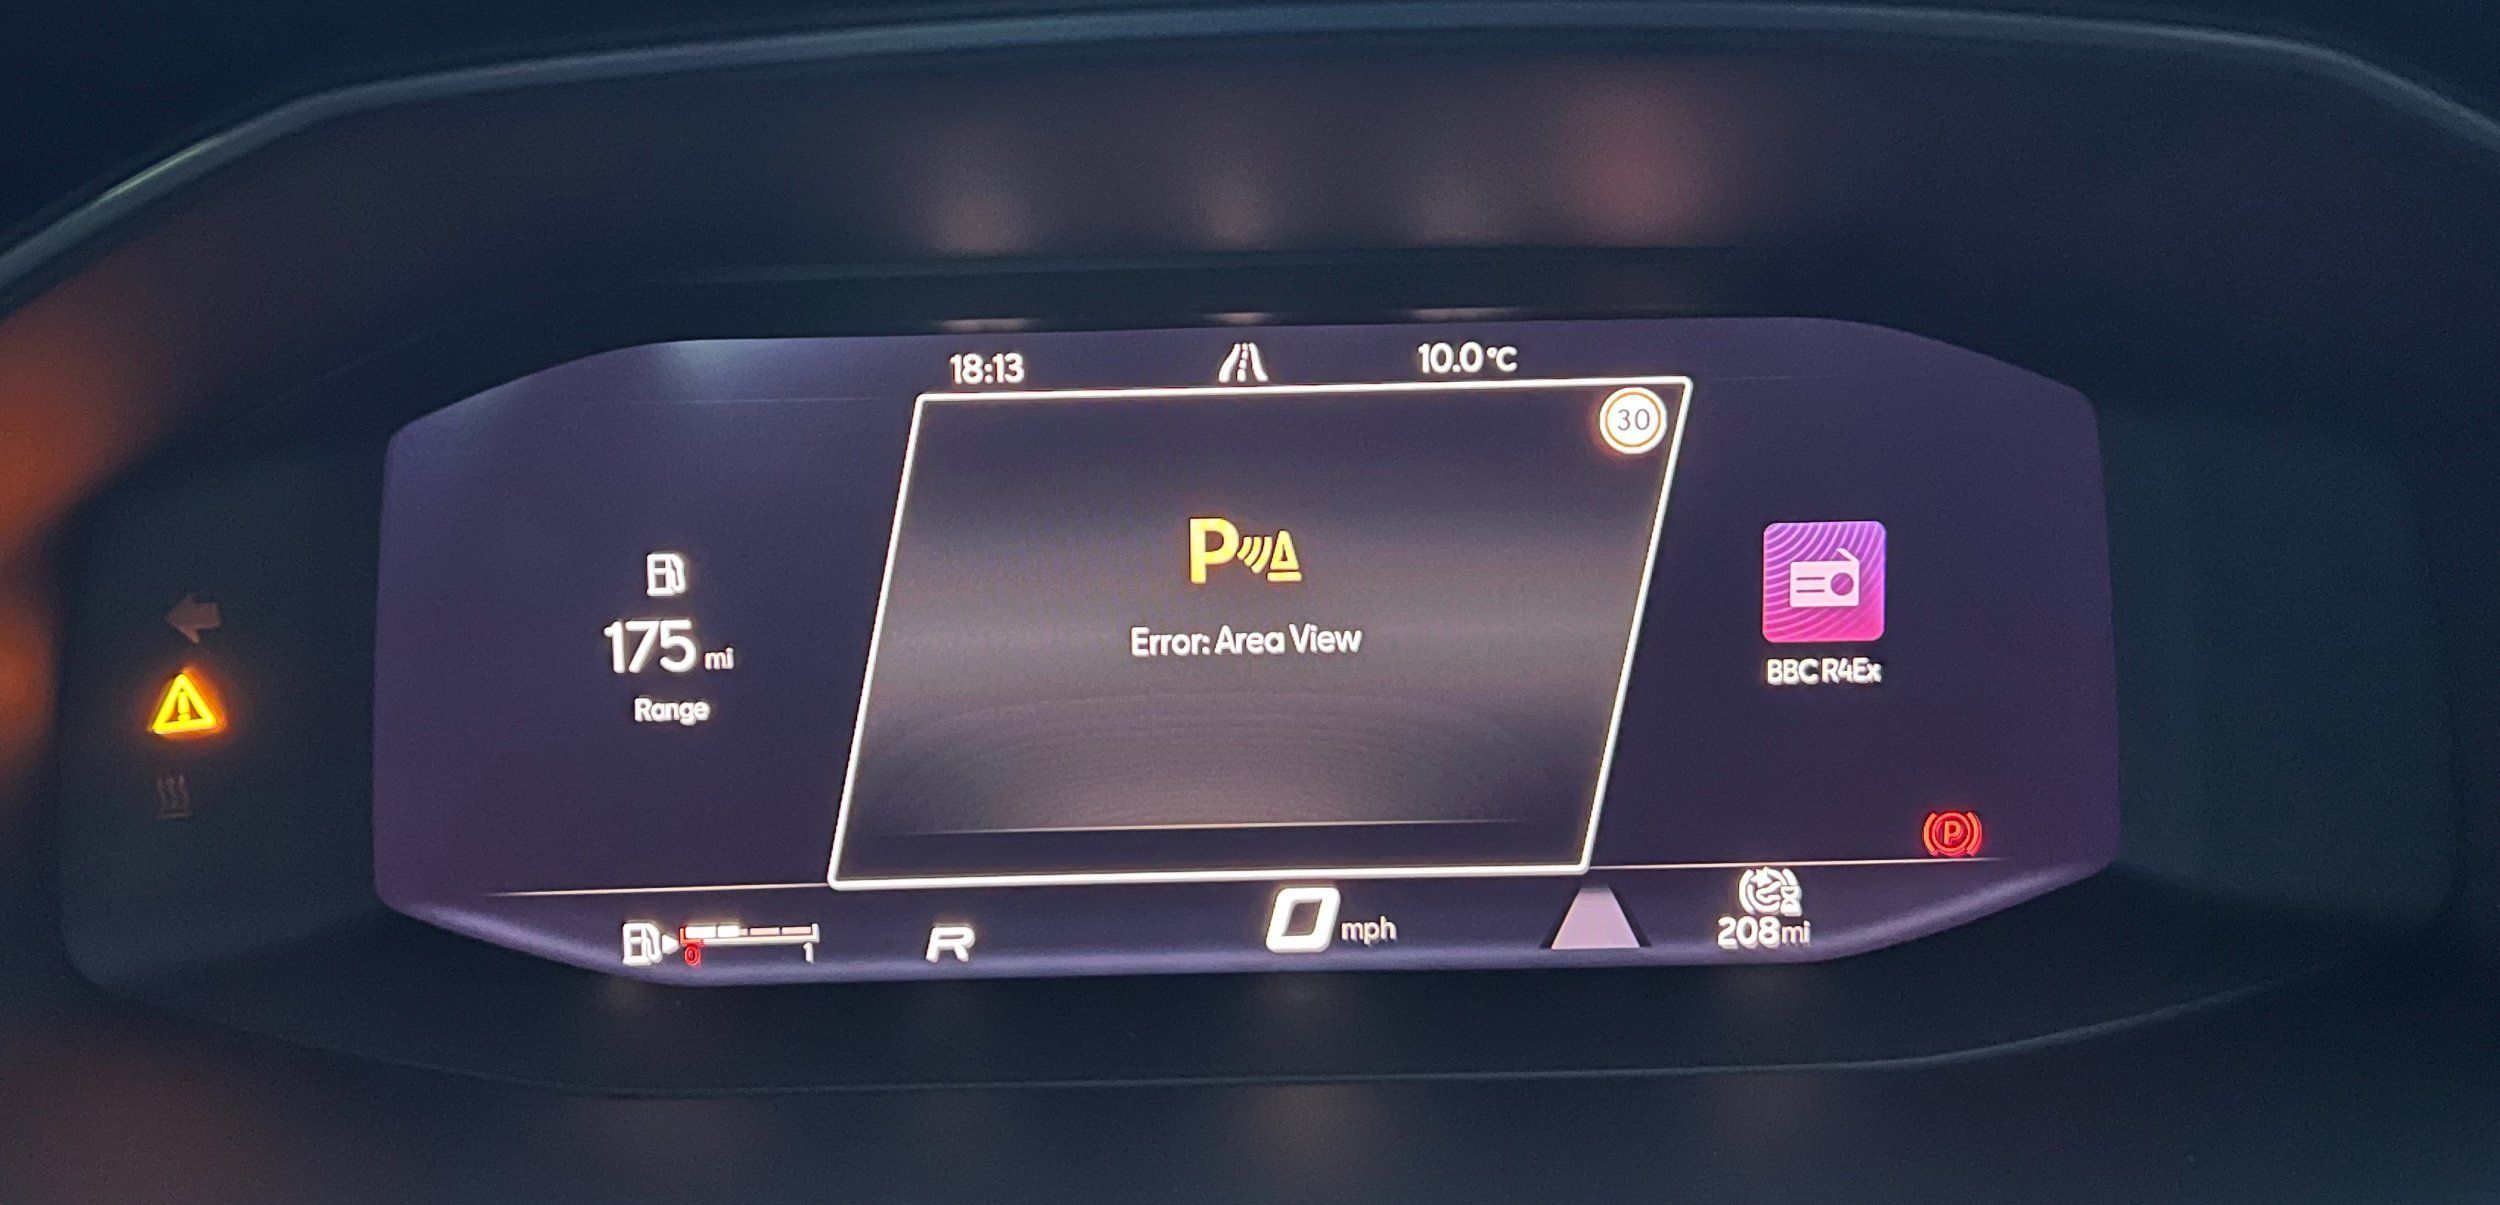 18:13
10.0°C
30
P
Error: Area View
175 mi
Range
BBC R4Ex
P
0
1
R
0 mph
208mi